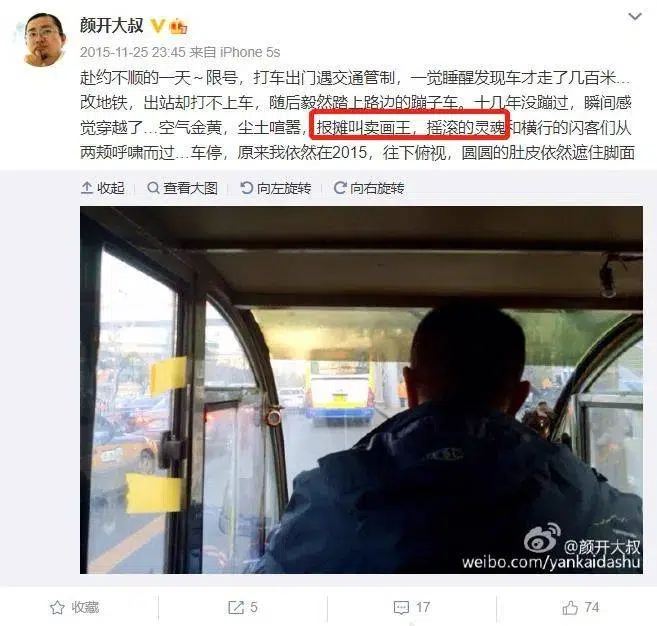 颜开大叔
2015-11-25 23:45 来自 iPhone 5s
赴约不顺的一天～限号，打车出门遇交通管制，一觉睡醒发现车才走了几百米...
改地铁，出站却打不上车，随后毅然踏上路边的蹦子车。十几年没蹦过，瞬间感
觉穿越了...空气金黄，尘土喧嚣，报摊叫卖画王，摇滚的灵魂和横行的闪客们从
两颊呼啸而过...车停，原来我依然在2015，往下俯视，圆圆的肚皮依然遮住脚面
收起 查看大图 向左旋转 向右旋转
@颜开大叔
weibo.com/yankaidashu
收藏 5 17 74